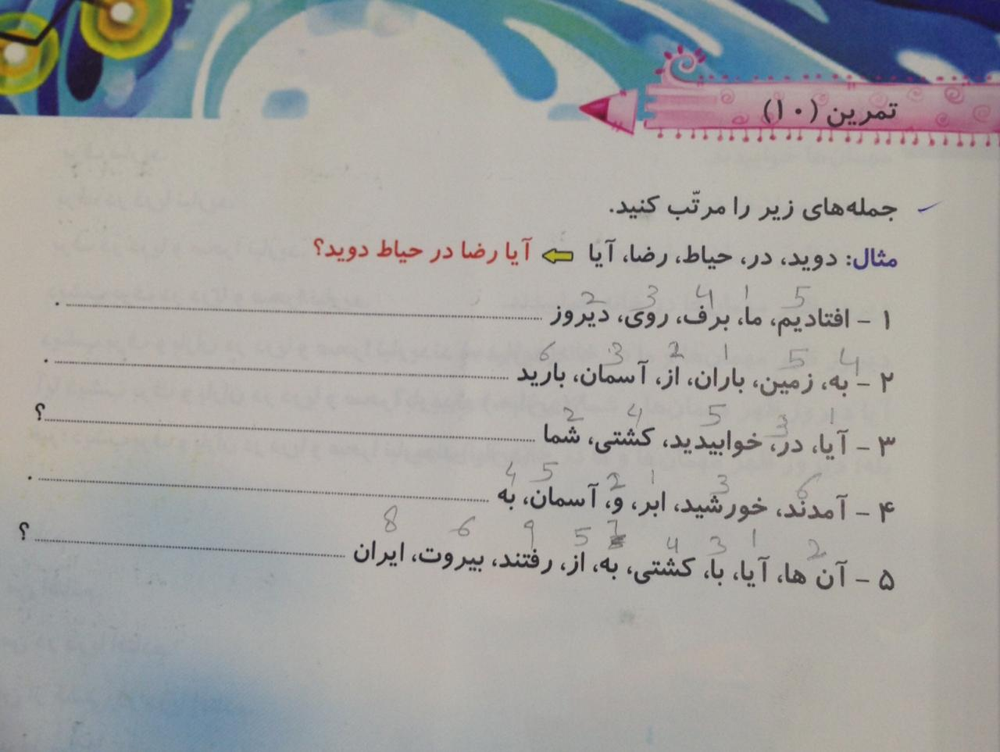 تمرین (۱۰)
جمله‌های زیر را مرتّب کنید.
مثال: دوید، در، حیاط، رضا، آیا ⇦ آیا رضا در حیاط دوید؟
5 1 4 3 2
۱ – افتادیم، ما، برف، روی، دیروز .
4 5 1 2 3 6
۲ – به، زمین، باران، از، آسمان، بارید .
1 3 5 4 2
۳ – آیا، در، خوابیدید، کشتی، شما ؟
6 3 1 2 5 4
۴ – آمدند، خورشید، ابر، و، آسمان، به .
2 1 3 4 7 5 9 6 8
۵ – آن ها، آیا، با، کشتی، به، از، رفتند، بیروت، ایران ؟